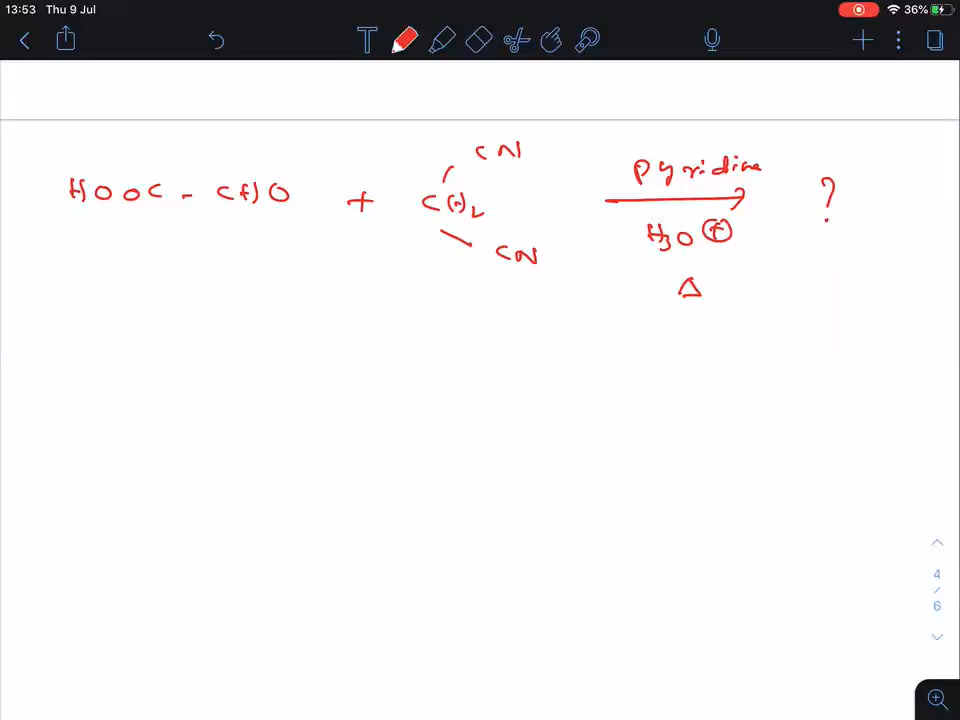 13:53 Thu 9 Jul 36%
T
CN
HOOC - CHO + CH2 pyridine ?
CN H3O +
Δ
4
/
6